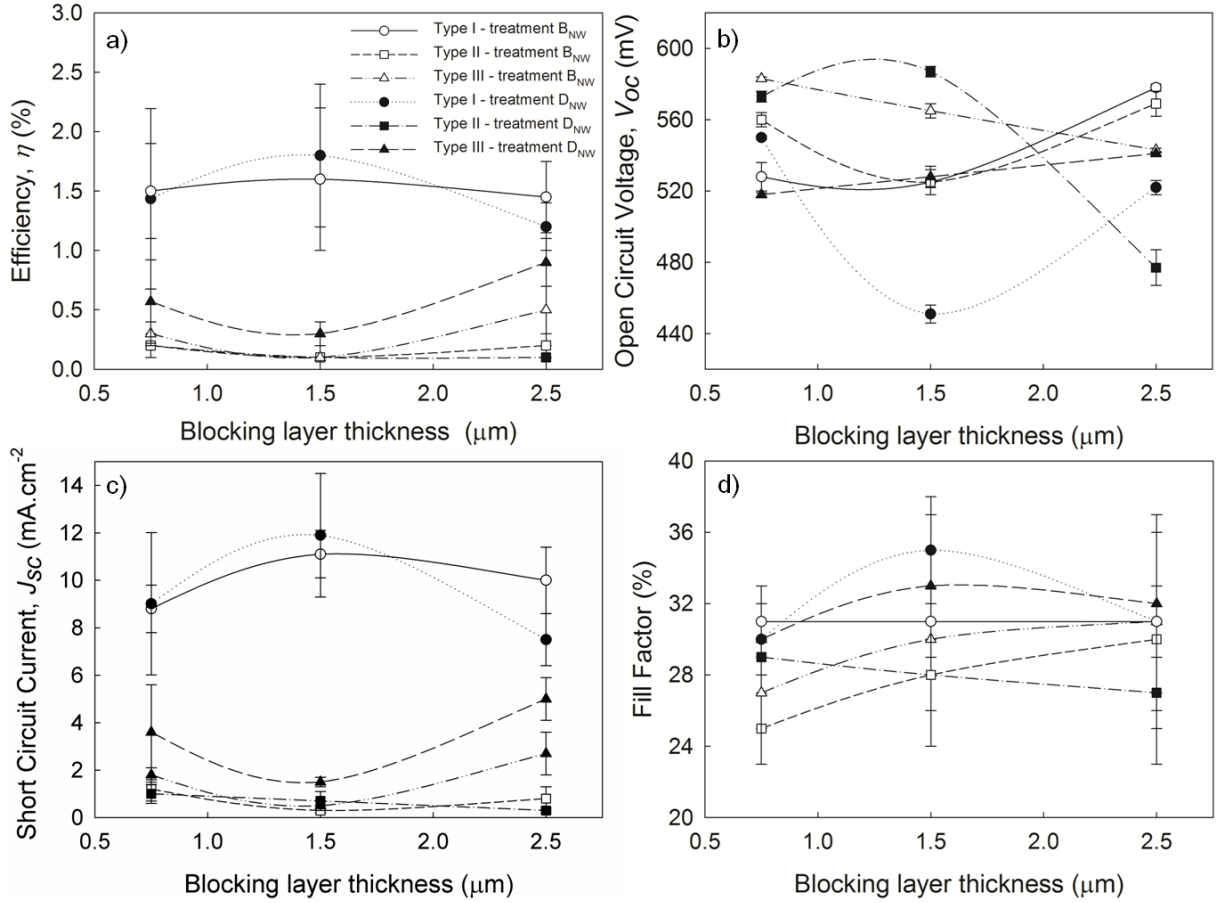 a)
Efficiency, η (%)
3.0
2.5
2.0
1.5
1.0
0.5
0.0
Type I - treatment BNW
Type II - treatment BNW
Type III - treatment BNW
Type I - treatment DNW
Type II - treatment DNW
Type III - treatment DNW
0.5 1.0 1.5 2.0 2.5
Blocking layer thickness (μm)
b)
Open Circuit Voltage, VOC (mV)
600
560
520
480
440
0.5 1.0 1.5 2.0 2.5
Blocking layer thickness (μm)
c)
Short Circuit Current, JSC (mA.cm-2)
14
12
10
8
6
4
2
0
0.5 1.0 1.5 2.0 2.5
Blocking layer thickness (μm)
d)
Fill Factor (%)
40
36
32
28
24
20
0.5 1.0 1.5 2.0 2.5
Blocking layer thickness (μm)